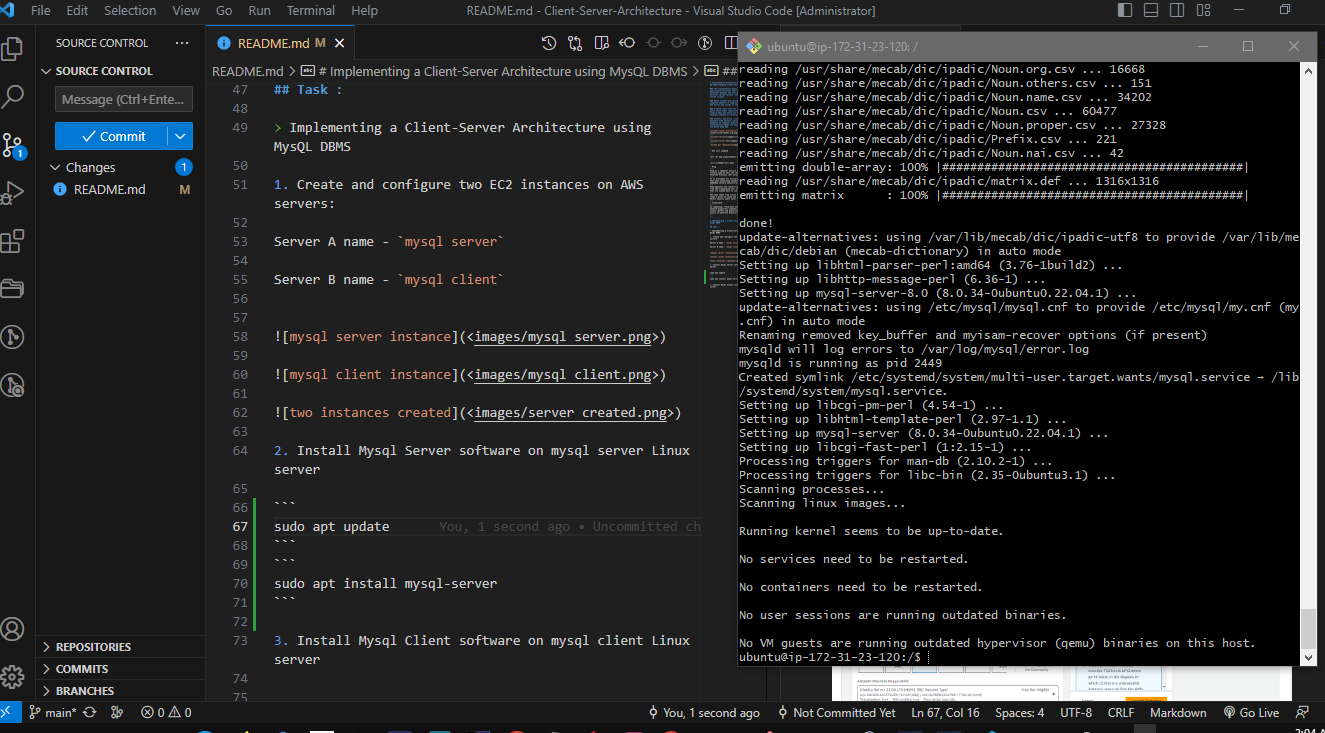 File Edit Selection View Go Run Terminal Help
README.md - Client-Server-Architecture - Visual Studio Code [Administrator]
SOURCE CONTROL ...
SOURCE CONTROL
Message (Ctrl+Ente...
Commit
Changes 1
README.md M
REPOSITORIES
COMMITS
BRANCHES
README.md M
README.md > # Implementing a Client-Server Architecture using MysQL DBMS > ##
47 ## Task :
48
49 > Implementing a Client-Server Architecture using
MysQL DBMS
50
51 1. Create and configure two EC2 instances on AWS
servers:
52
53 Server A name - `mysql server`
54
55 Server B name - `mysql client`
56
57
58 ![mysql server instance](<images/mysql server.png>)
59
60 ![mysql client instance](<images/mysql client.png>)
61
62 ![two instances created](<images/server created.png>)
63
64 2. Install Mysql Server software on mysql server Linux
server
65
66 ```
67 sudo apt update You, 1 second ago • Uncommitted ch
68 ```
69 ```
70 sudo apt install mysql-server
71 ```
72
73 3. Install Mysql Client software on mysql client Linux
server
74
75
ubuntu@ip-172-31-23-120: /
reading /usr/share/mecab/dic/ipadic/Noun.org.csv ... 16668
reading /usr/share/mecab/dic/ipadic/Noun.others.csv ... 151
reading /usr/share/mecab/dic/ipadic/Noun.name.csv ... 34202
reading /usr/share/mecab/dic/ipadic/Noun.csv ... 60477
reading /usr/share/mecab/dic/ipadic/Noun.proper.csv ... 27328
reading /usr/share/mecab/dic/ipadic/Prefix.csv ... 221
reading /usr/share/mecab/dic/ipadic/Noun.nai.csv ... 42
emitting double-array: 100% |###########################################|
reading /usr/share/mecab/dic/ipadic/matrix.def ... 1316x1316
emitting matrix      : 100% |###########################################|
done!
update-alternatives: using /var/lib/mecab/dic/ipadic-utf8 to provide /var/lib/me
cab/dic/debian (mecab-dictionary) in auto mode
Setting up libhtml-parser-perl:amd64 (3.76-1build2) ...
Setting up libhttp-message-perl (6.36-1) ...
Setting up mysql-server-8.0 (8.0.34-0ubuntu0.22.04.1) ...
update-alternatives: using /etc/mysql/mysql.cnf to provide /etc/mysql/my.cnf (my
.cnf) in auto mode
Renaming removed key_buffer and myisam-recover options (if present)
mysqld will log errors to /var/log/mysql/error.log
mysqld is running as pid 2449
Created symlink /etc/systemd/system/multi-user.target.wants/mysql.service → /lib
/systemd/system/mysql.service.
Setting up libcgi-pm-perl (4.54-1) ...
Setting up libhtml-template-perl (2.97-1.1) ...
Setting up mysql-server (8.0.34-0ubuntu0.22.04.1) ...
Setting up libcgi-fast-perl (1:2.15-1) ...
Processing triggers for man-db (2.10.2-1) ...
Processing triggers for libc-bin (2.35-0ubuntu3.1) ...
Scanning processes...
Scanning linux images...
Running kernel seems to be up-to-date.
No services need to be restarted.
No containers need to be restarted.
No user sessions are running outdated binaries.
No VM guests are running outdated hypervisor (qemu) binaries on this host.
ubuntu@ip-172-31-23-120:/$
main* 0 0 You, 1 second ago Not Committed Yet Ln 67, Col 16 Spaces: 4 UTF-8 CRLF Markdown Go Live